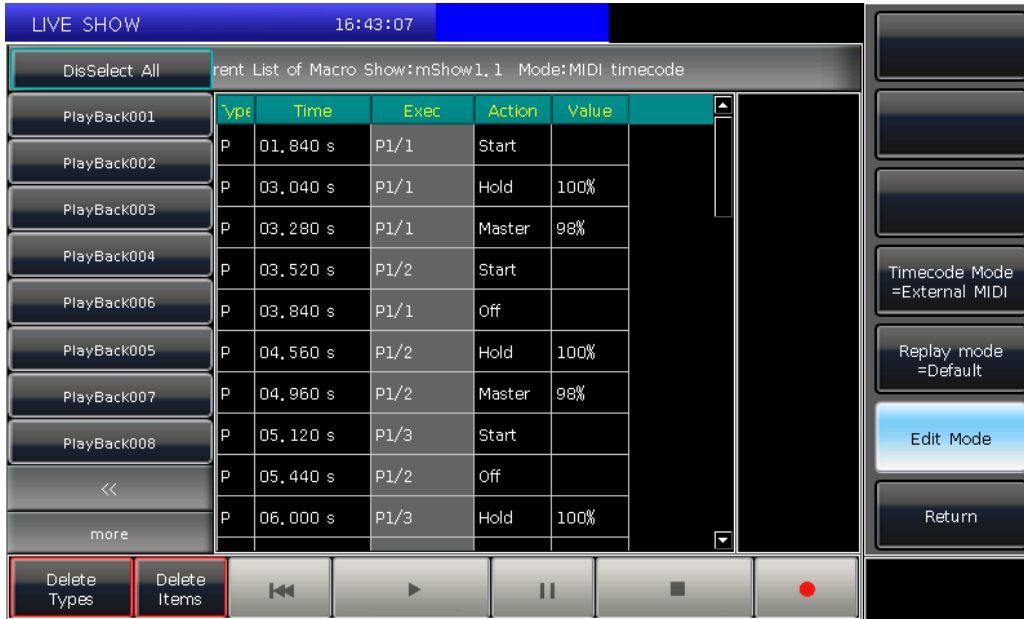 LIVE SHOW 16:43:07
DisSelect All
rent List of Macro Show:mShow1.1 Mode:MIDI timecode
PlayBack001
PlayBack002
PlayBack003
PlayBack004
PlayBack006
PlayBack005
PlayBack007
PlayBack008
<<
more
Type Time Exec Action Value
P 01.840 s P1/1 Start
P 03.040 s P1/1 Hold 100%
P 03.280 s P1/1 Master 98%
P 03.520 s P1/2 Start
P 03.840 s P1/1 Off
P 04.560 s P1/2 Hold 100%
P 04.960 s P1/2 Master 98%
P 05.120 s P1/3 Start
P 05.440 s P1/2 Off
P 06.000 s P1/3 Hold 100%
Timecode Mode
=External MIDI
Replay mode
=Default
Edit Mode
Return
Delete
Types
Delete
Items